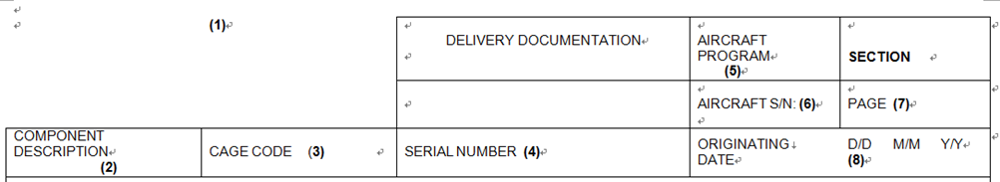 (1)
DELIVERY DOCUMENTATION
AIRCRAFT
PROGRAM
(5)
SECTION
AIRCRAFT S/N: (6)
PAGE (7)
COMPONENT
DESCRIPTION
(2)
CAGE CODE (3)
SERIAL NUMBER (4)
ORIGINATING
DATE
D/D M/M Y/Y
(8)